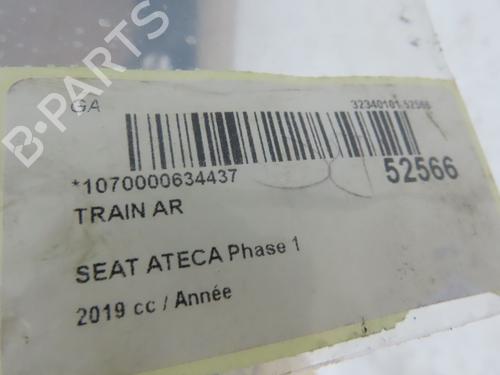 B-PARTS
GA
32340101.52566
*1070000634437
52566
TRAIN AR
SEAT ATECA Phase 1
2019 cc / Année